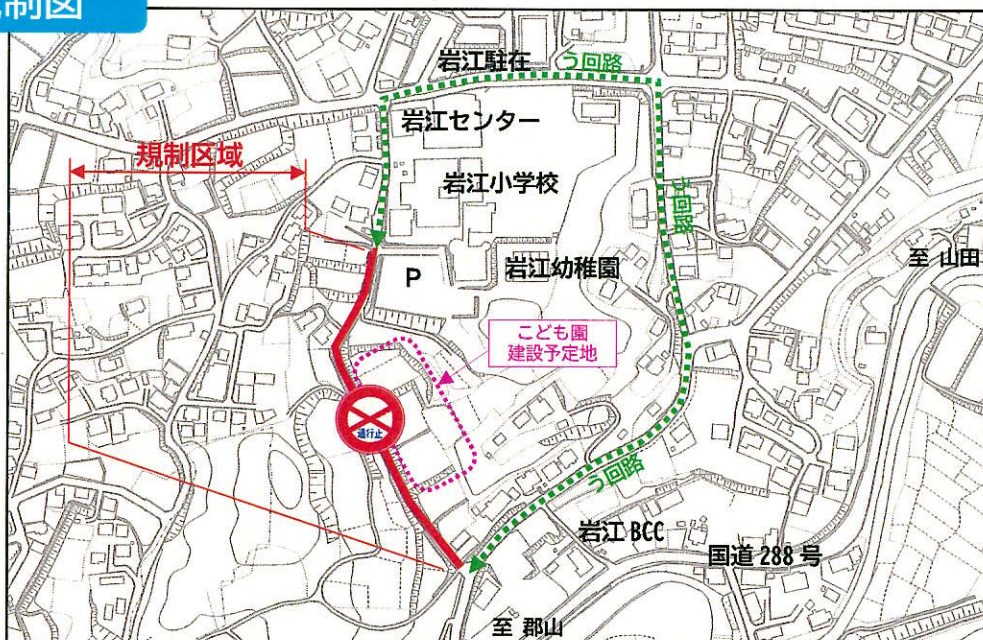 制図
岩江駐在
う回路
岩江センター
規制区域
岩江小学校
う回路
P
岩江幼稚園
至 山田
こども園
建設予定地
通行止
う回路
岩江 BCC
国道 288 号
至 郡山